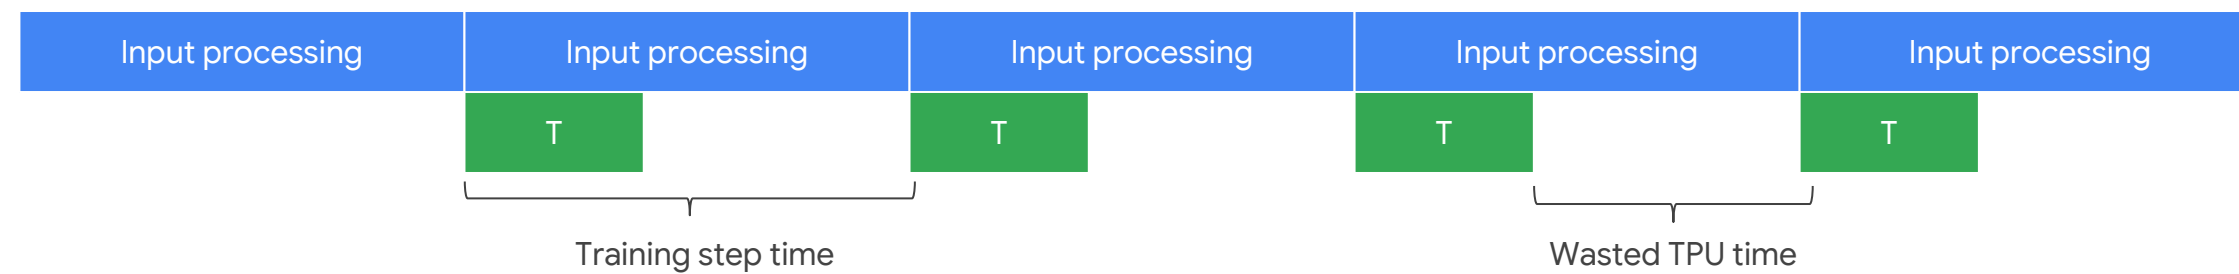 Input processing
Input processing
Input processing
Input processing
Input processing
T
T
T
T
Training step time
Wasted TPU time